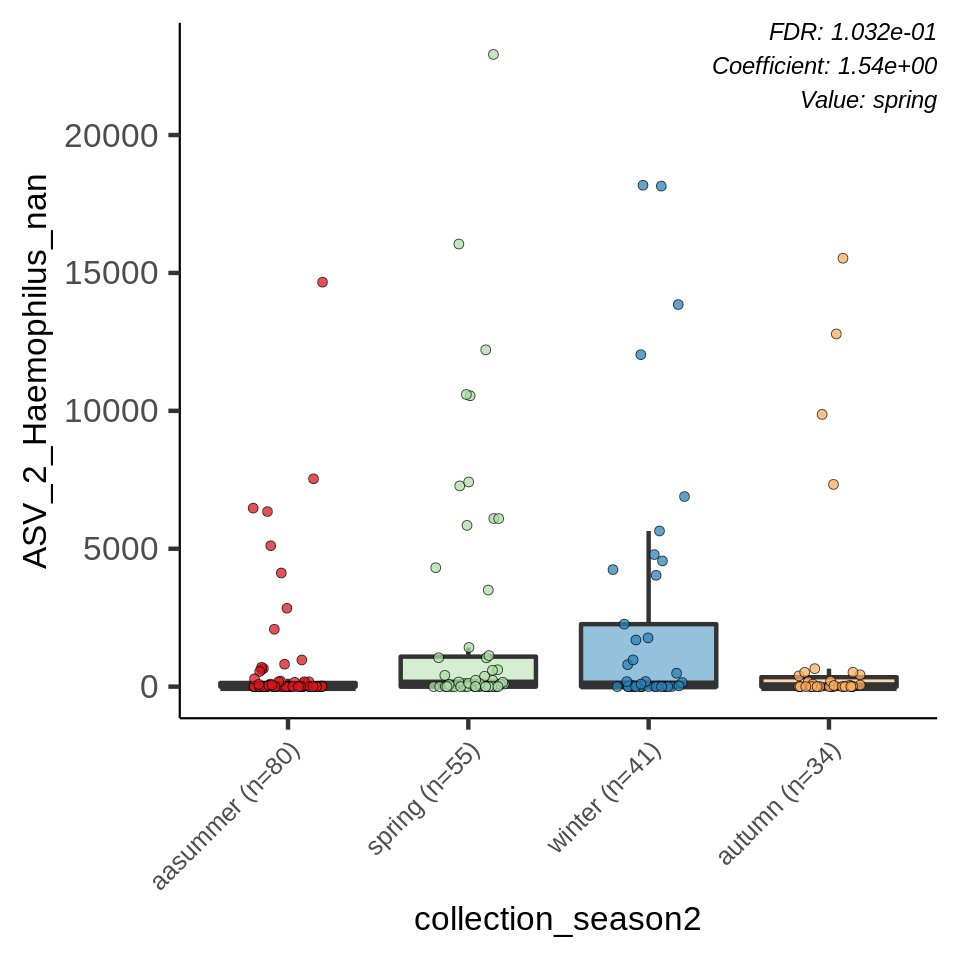 FDR: 1.032e-01
Coefficient: 1.54e+00
Value: spring
ASV_2_Haemophilus_nan
20000
15000
10000
5000
0
aasummer (n=80)
spring (n=55)
winter (n=41)
autumn (n=34)
collection_season2